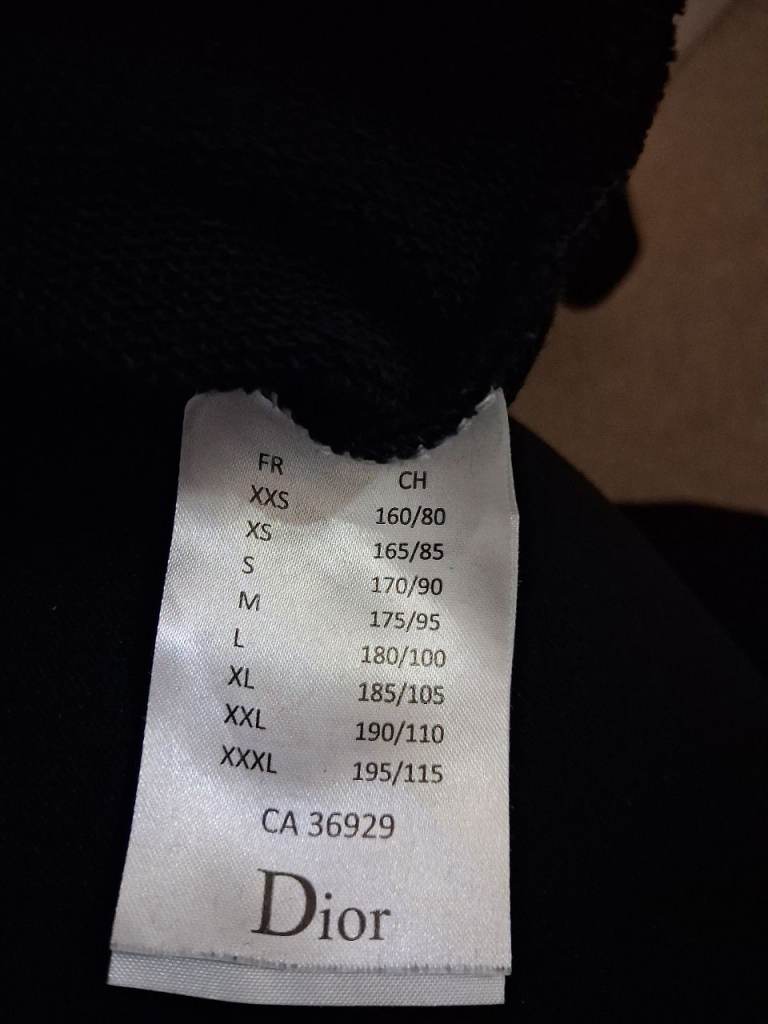 FR CH
XXS 160/80
XS 165/85
S 170/90
M 175/95
L 180/100
XL 185/105
XXL 190/110
XXXL 195/115
CA 36929
Dior